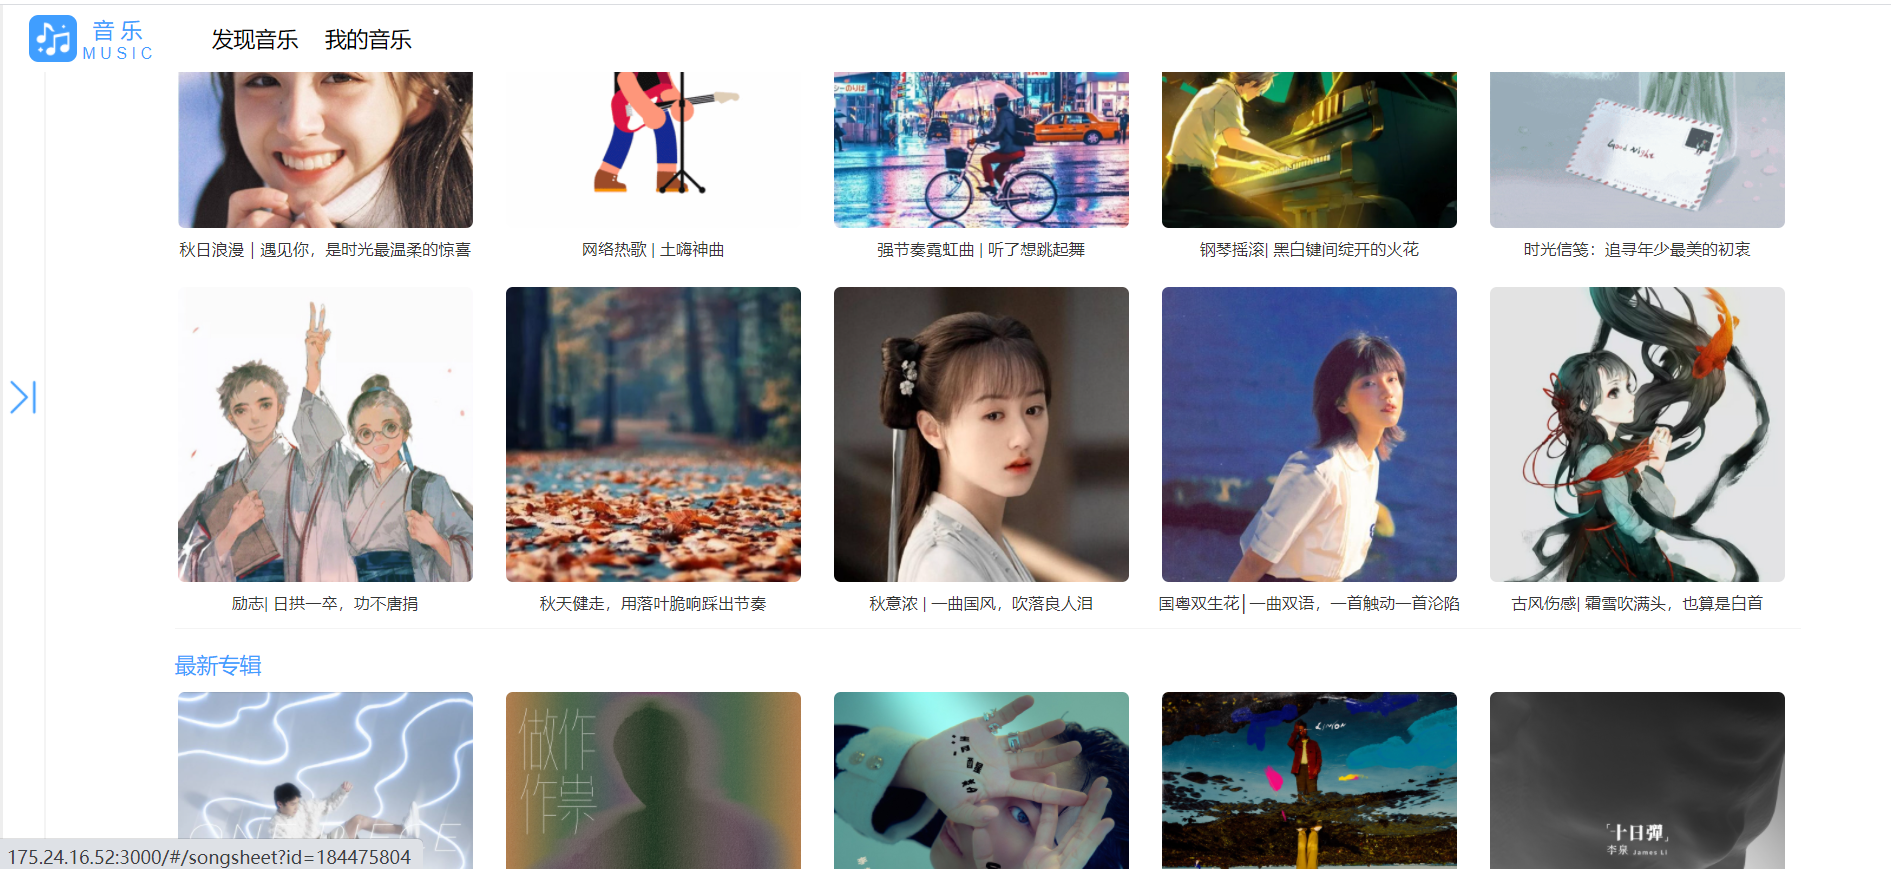 音乐
MUSIC
发现音乐 我的音乐
Good Night
秋日浪漫 | 遇见你，是时光最温柔的惊喜
网络热歌 | 土嗨神曲
强节奏霓虹曲 | 听了想跳起舞
钢琴摇滚| 黑白键间绽开的火花
时光信笺：追寻年少最美的初衷
励志| 日拱一卒，功不唐捐
秋天健走，用落叶脆响踩出节奏
秋意浓 | 一曲国风，吹落良人泪
国粤双生花│一曲双语，一首触动一首沦陷
古风伤感| 霜雪吹满头，也算是白首
最新专辑
做作
作祟
清醒梦
ONE PIECE
「十日彈」
李泉 James Li
175.24.16.52:3000/#/songsheet?id=184475804